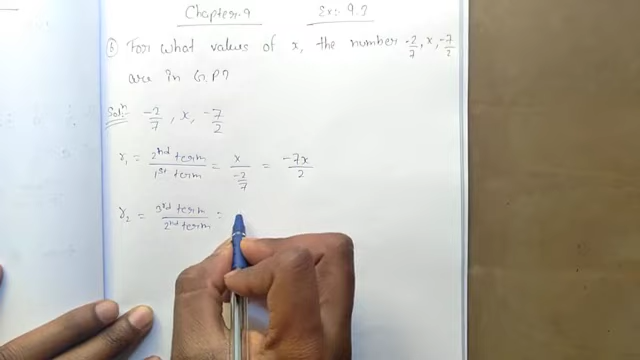 Chapter-9 Ex:- 9.2
⑥ For what values of x, the number -2/7, x, -7/2
are in G.P?
Solⁿ: -2/7, x, -7/2
r₁ = 2nd term / 1st term = x / (-2/7) = -7x/2
r₂ = 3rd term / 2nd term =